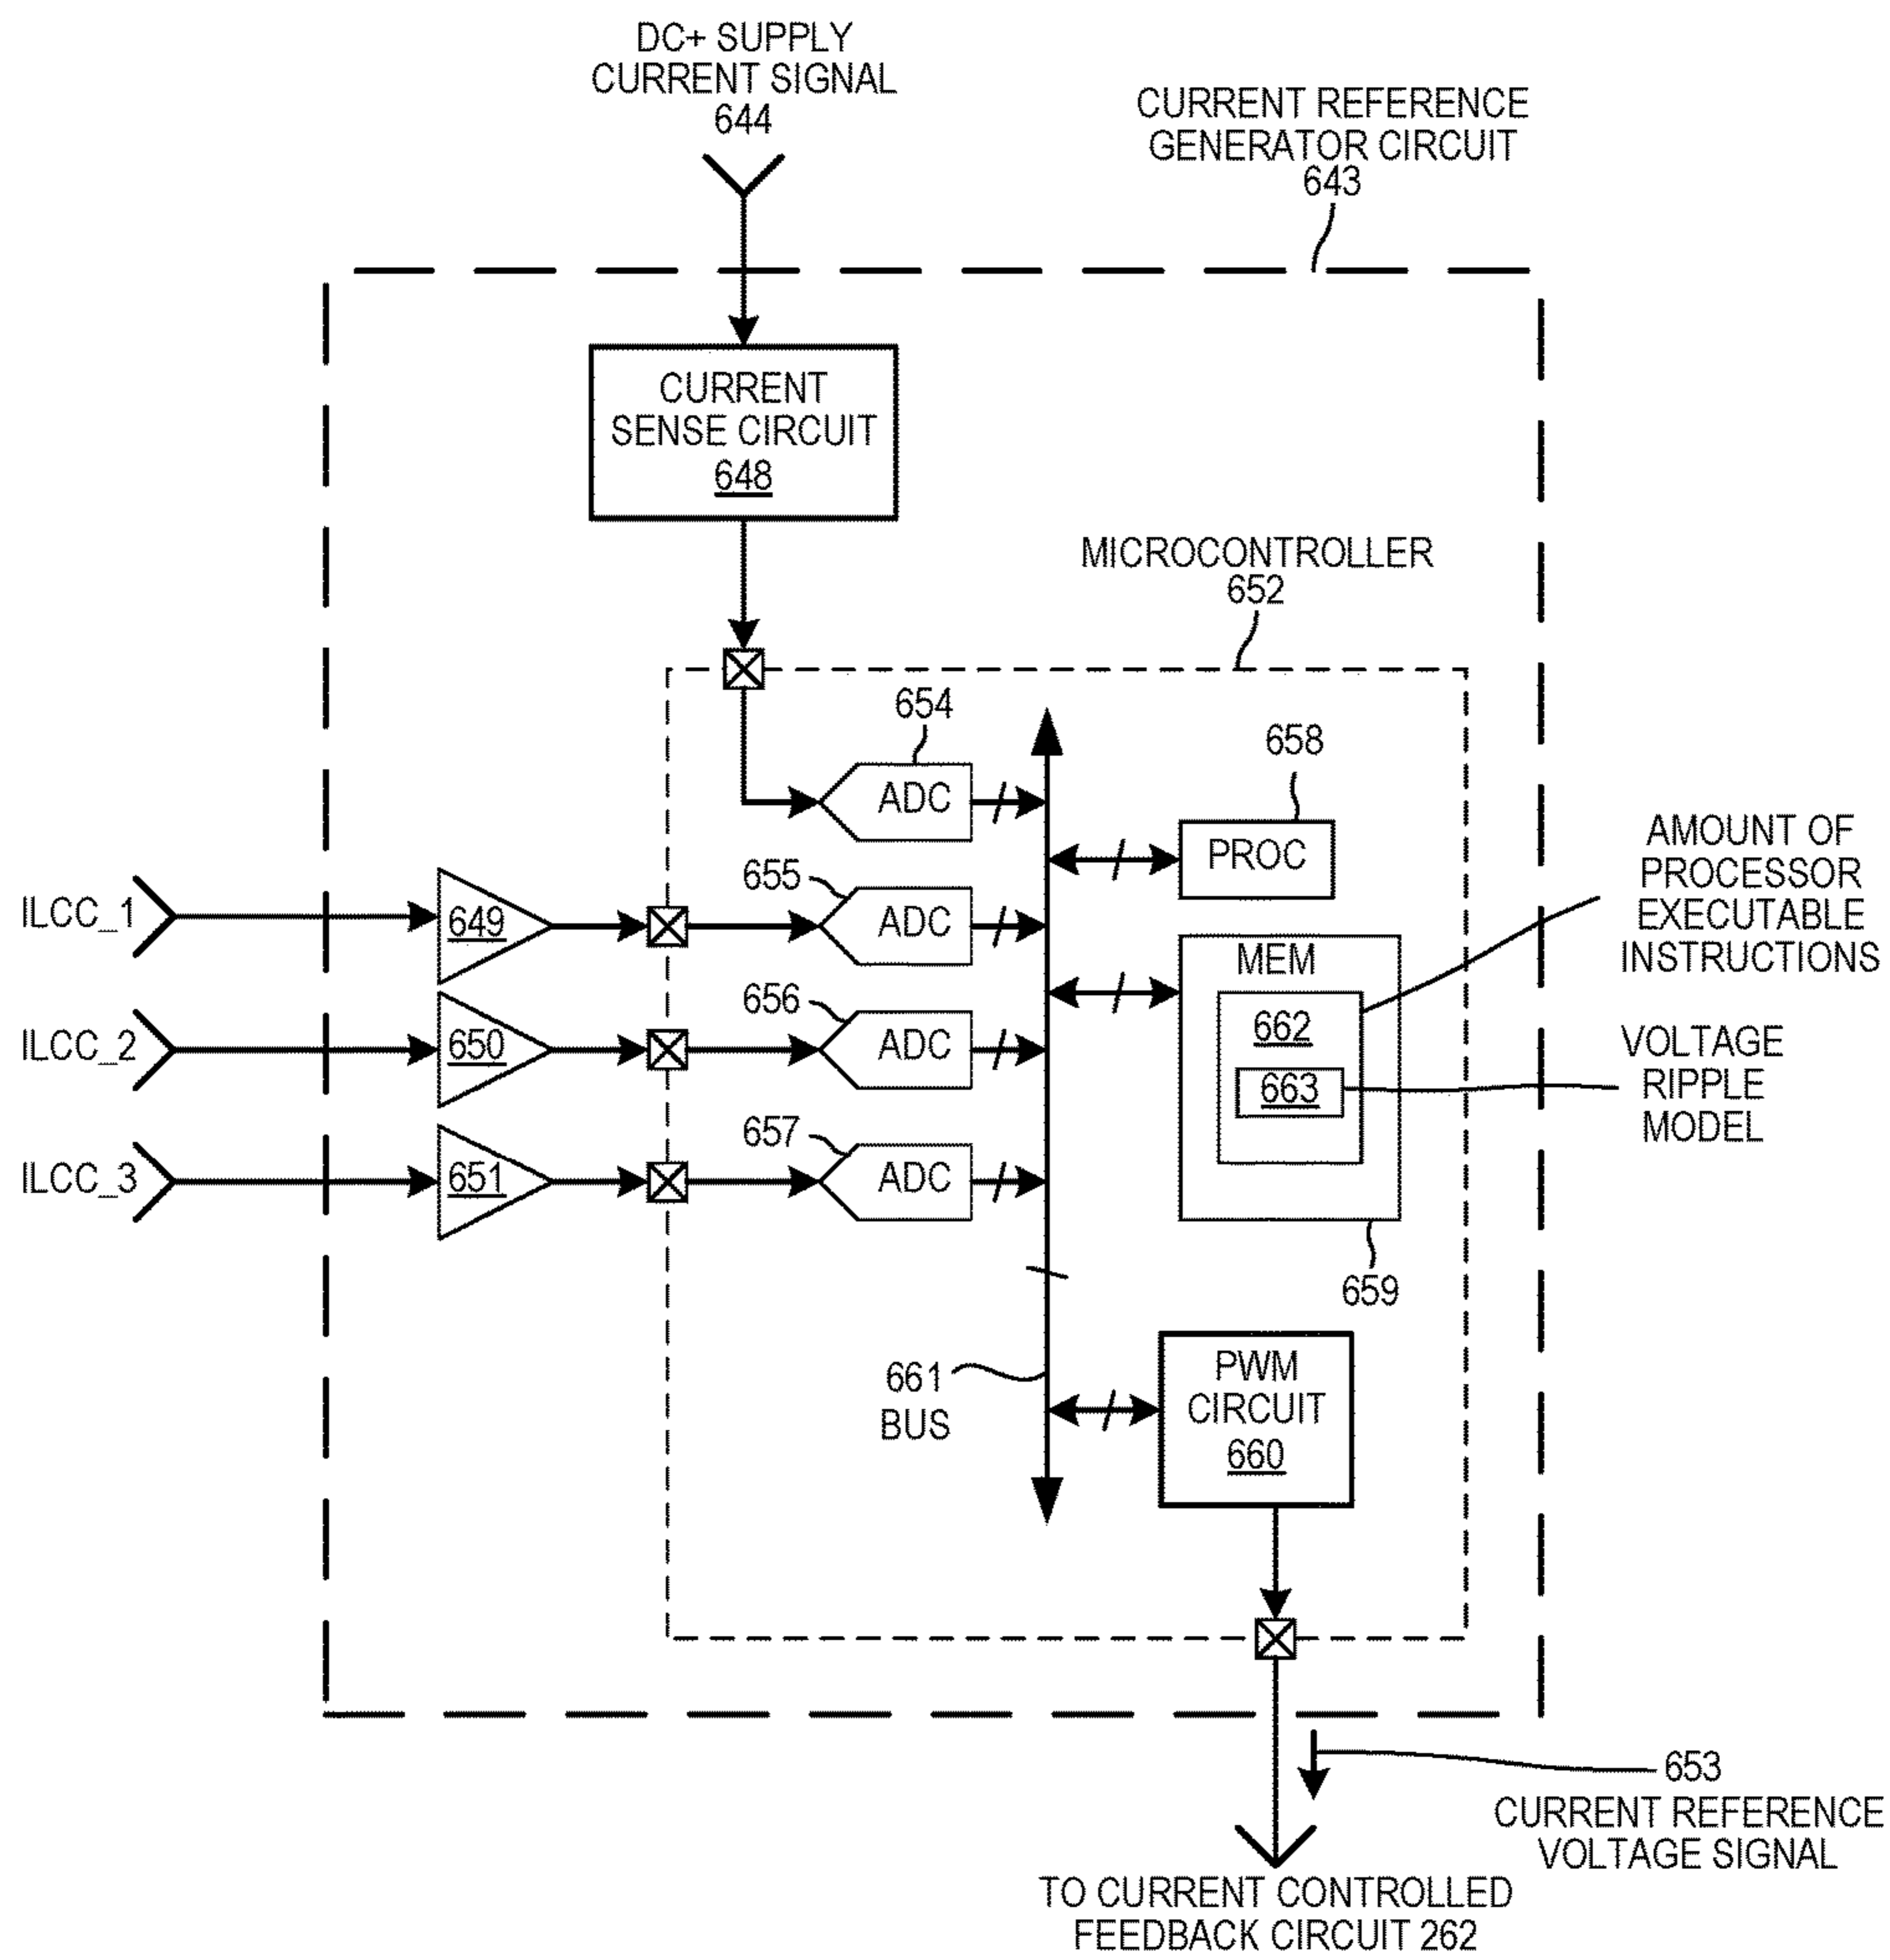 DC+ SUPPLY
CURRENT SIGNAL
644
CURRENT REFERENCE
GENERATOR CIRCUIT
643
CURRENT
SENSE CIRCUIT
648
MICROCONTROLLER
652
654
ADC
658
PROC
AMOUNT OF
PROCESSOR
EXECUTABLE
INSTRUCTIONS
ILCC_1
649
655
ADC
MEM
662
663
VOLTAGE
RIPPLE
MODEL
ILCC_2
650
656
ADC
ILCC_3
651
657
ADC
659
661
BUS
PWM
CIRCUIT
660
653
CURRENT REFERENCE
VOLTAGE SIGNAL
TO CURRENT CONTROLLED
FEEDBACK CIRCUIT 262